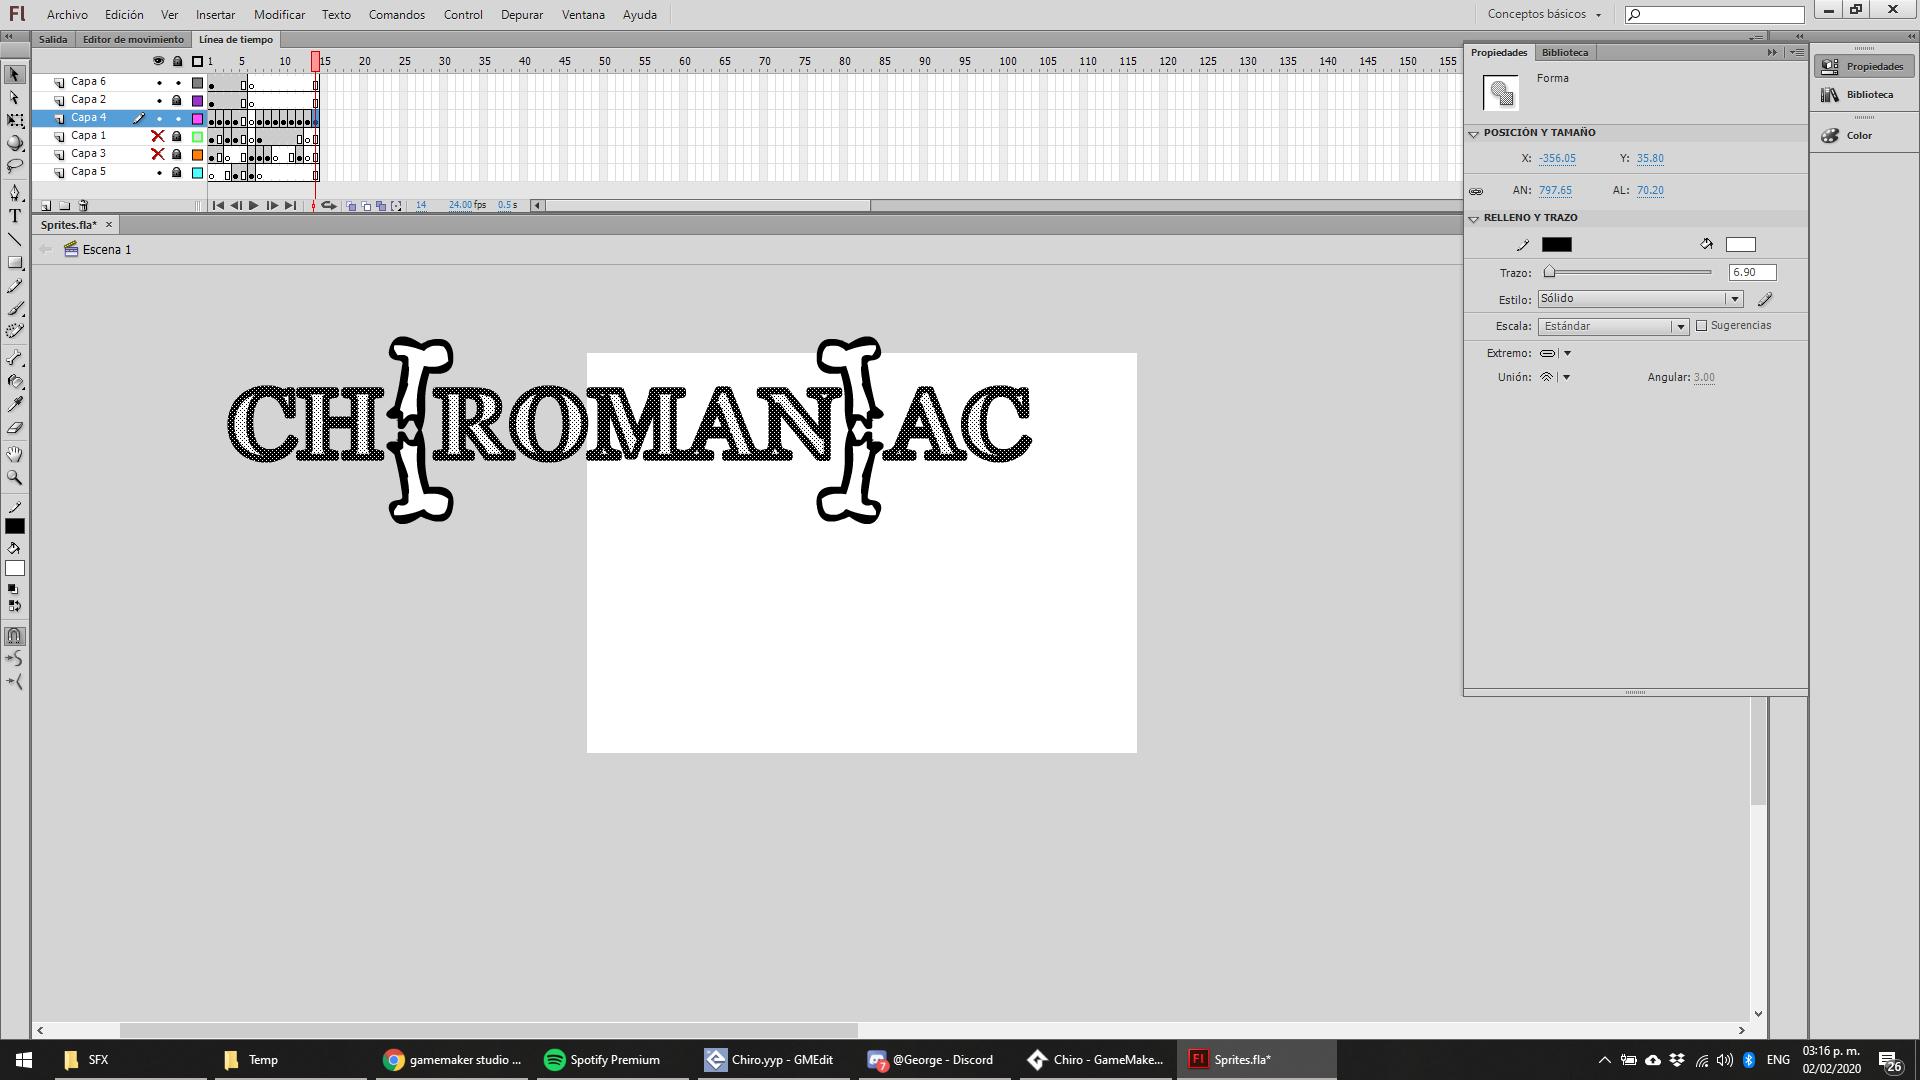 Fl Archivo Edición Ver Insertar Modificar Texto Comandos Control Depurar Ventana Ayuda Conceptos básicos
Salida Editor de movimiento Línea de tiempo
1 5 10 15 20 25 30 35 40 45 50 55 60 65 70 75 80 85 90 95 100 105 110 115 120 125 130 135 140 145 150 155
Capa 6
Capa 2
Capa 4
Capa 1
Capa 3
Capa 5
14 24.00 fps 0.5 s
Sprites.fla*
Escena 1
CHIROMANIAC
Propiedades Biblioteca
Forma
POSICIÓN Y TAMAÑO
X: -356.05 Y: 35.80
AN: 797.65 AL: 70.20
RELLENO Y TRAZO
Trazo: 6.90
Estilo: Sólido
Escala: Estándar Sugerencias
Extremo:
Unión: Angular: 3.00
Propiedades
Biblioteca
Color
T
SFX Temp gamemaker studio ... Spotify Premium Chiro.yyp - GMEdit @George - Discord 7 Chiro - GameMake... Fl Sprites.fla* ENG 03:16 p. m.
02/02/2020 26